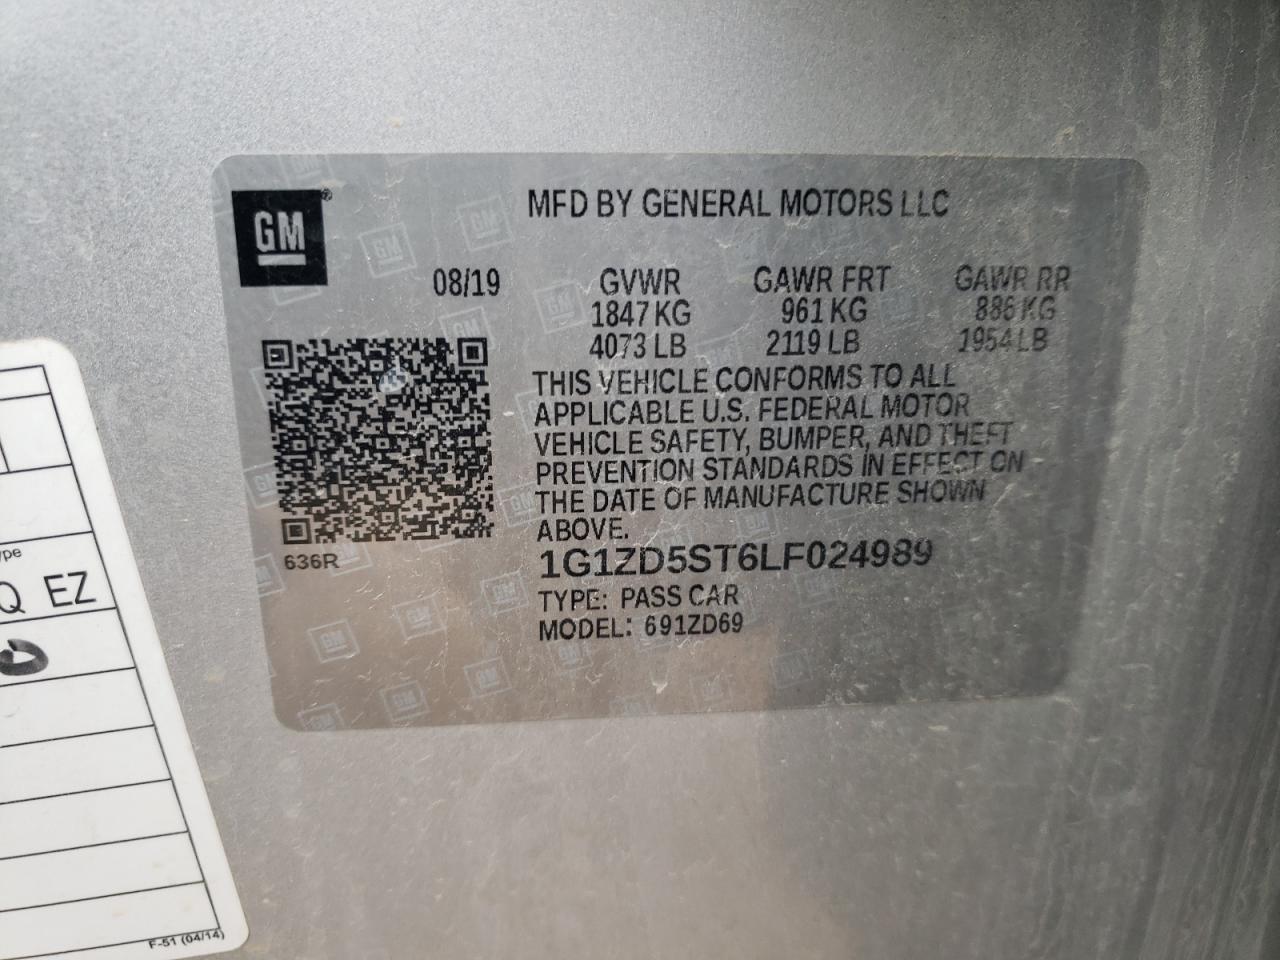 GM®
MFD BY GENERAL MOTORS LLC
08/19 GVWR GAWR FRT GAWR RR
1847 KG 961 KG 886 KG
4073 LB 2119 LB 1954 LB
THIS VEHICLE CONFORMS TO ALL
APPLICABLE U.S. FEDERAL MOTOR
VEHICLE SAFETY, BUMPER, AND THEFT
PREVENTION STANDARDS IN EFFECT ON
THE DATE OF MANUFACTURE SHOWN
ABOVE.
636R
1G1ZD5ST6LF024989
TYPE: PASS CAR
MODEL: 691ZD69
Q EZ
F-51 (04/14)